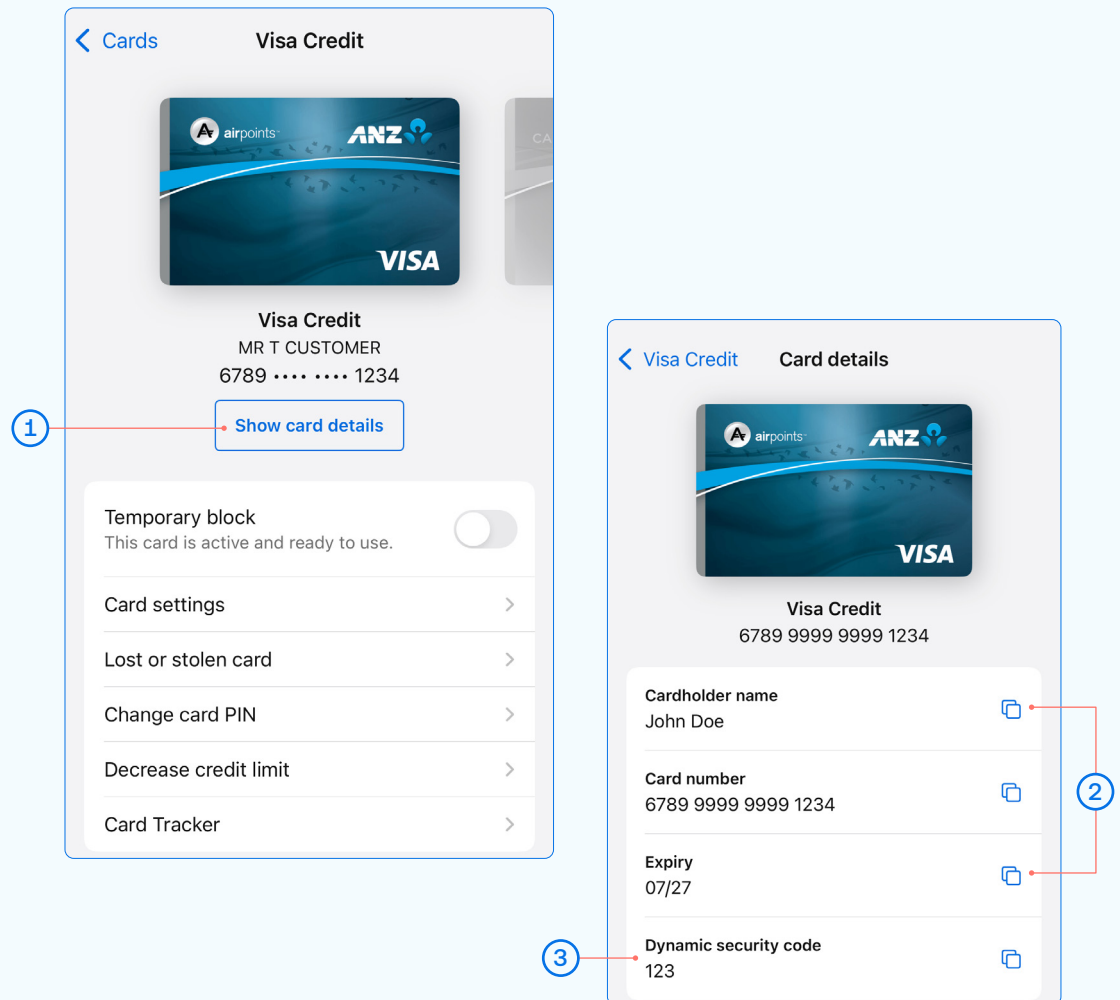 Cards
Visa Credit
airpoints™
ANZ
CA
VISA
Visa Credit
MR T CUSTOMER
6789 •••• •••• 1234
1
Show card details
Temporary block
This card is active and ready to use.
Card settings
Lost or stolen card
Change card PIN
Decrease credit limit
Card Tracker
Visa Credit
Card details
airpoints™
ANZ
VISA
Visa Credit
6789 9999 9999 1234
Cardholder name
John Doe
Card number
6789 9999 9999 1234
2
Expiry
07/27
3
Dynamic security code
123